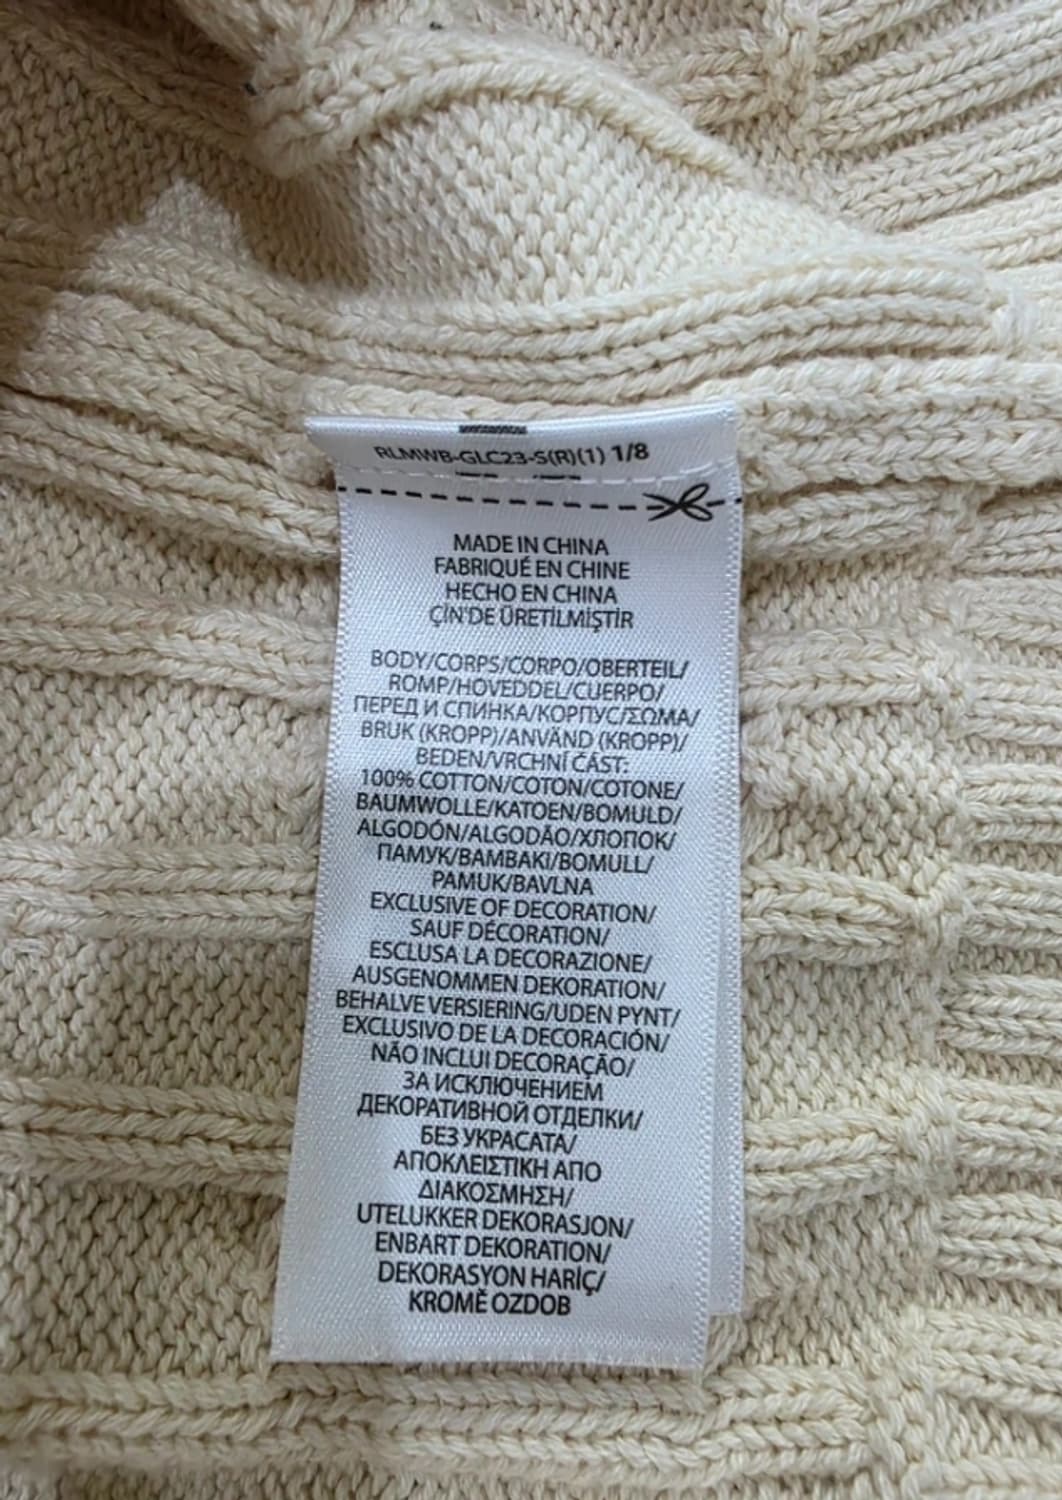 RLMWB-GLC23-S(R)(1) 1/8
MADE IN CHINA
FABRIQUÉ EN CHINE
HECHO EN CHINA
ÇİN'DE ÜRETİLMİŞTİR
BODY/CORPS/CORPO/OBERTEIL/
ROMP/HOVEDDEL/CUERPO/
ПЕРЕД И СПИНКА/КОРПУС/ΣΩΜΑ/
BRUK (KROPP)/ANVÄND (KROPP)/
BEDEN/VRCHNÍ ČÁST:
100% COTTON/COTON/COTONE/
BAUMWOLLE/KATOEN/BOMULD/
ALGODÓN/ALGODÃO/ХЛОПОК/
ПАМУК/ΒΑΜΒΑΚΙ/BOMULL/
PAMUK/BAVLNA
EXCLUSIVE OF DECORATION/
SAUF DÉCORATION/
ESCLUSA LA DECORAZIONE/
AUSGENOMMEN DEKORATION/
BEHALVE VERSIERING/UDEN PYNT/
EXCLUSIVO DE LA DECORACIÓN/
NÃO INCLUI DECORAÇÃO/
ЗА ИСКЛЮЧЕНИЕМ
ДЕКОРАТИВНОЙ ОТДЕЛКИ/
БЕЗ УКРАСАТА/
ΑΠΟΚΛΕΙΣΤΙΚΗ ΑΠΟ
ΔΙΑΚΟΣΜΗΣΗ/
UTELUKKER DEKORASJON/
ENBART DEKORATION/
DEKORASYON HARİÇ/
KROMĚ OZDOB